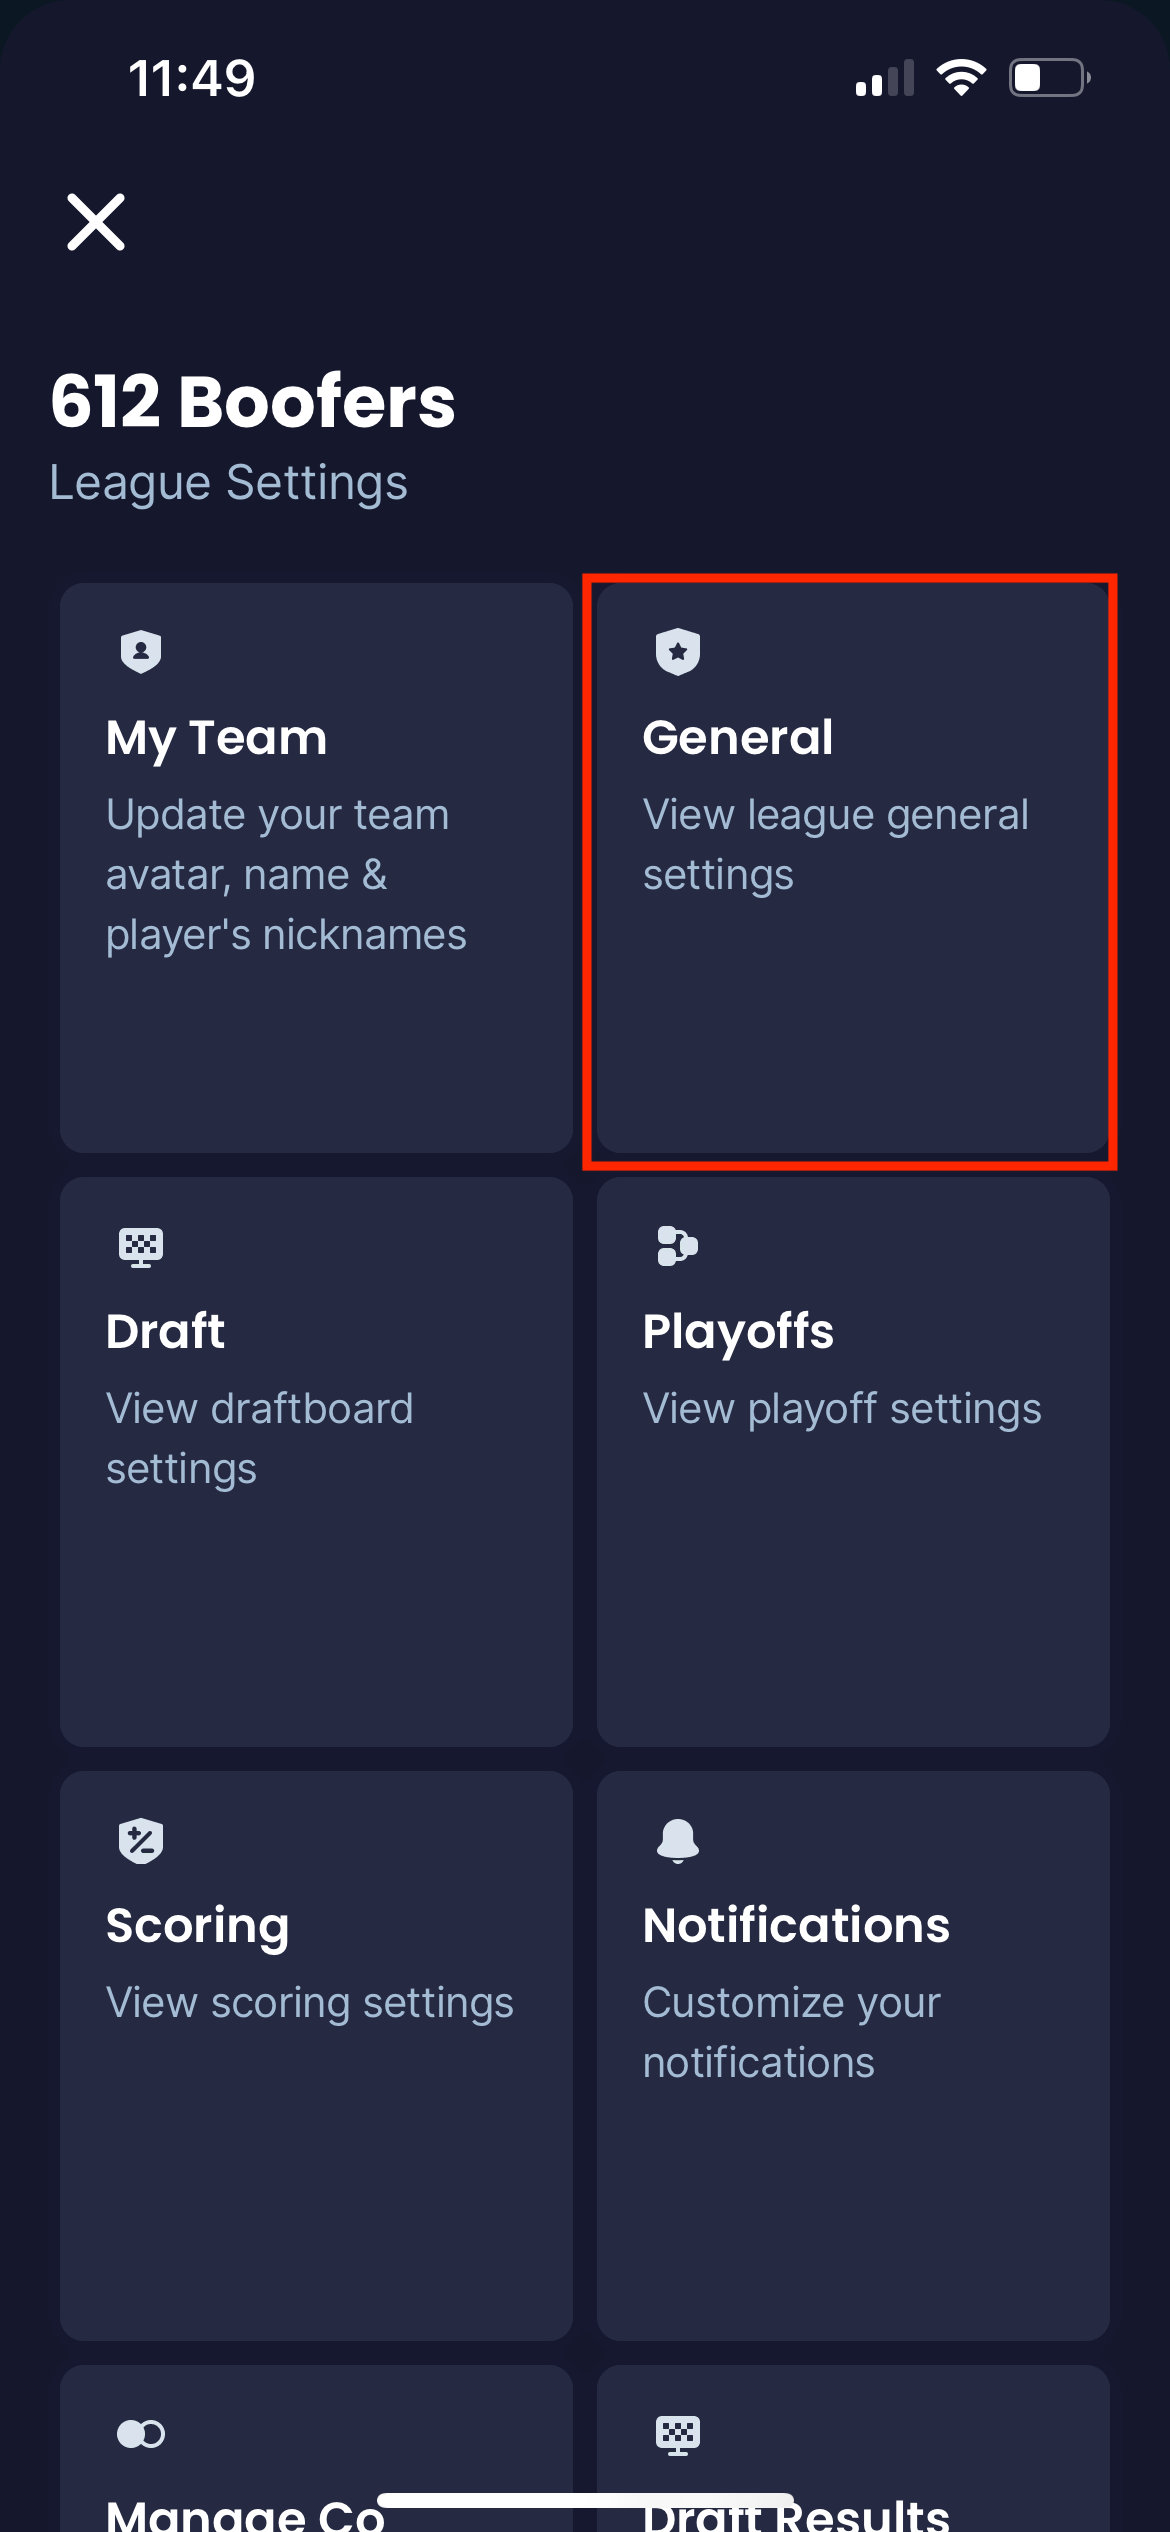 11:49
612 Boofers
League Settings
My Team
Update your team
avatar, name &
player's nicknames
General
View league general
settings
Draft
View draftboard
settings
Playoffs
View playoff settings
Scoring
View scoring settings
Notifications
Customize your
notifications
Manage Co
Draft Results